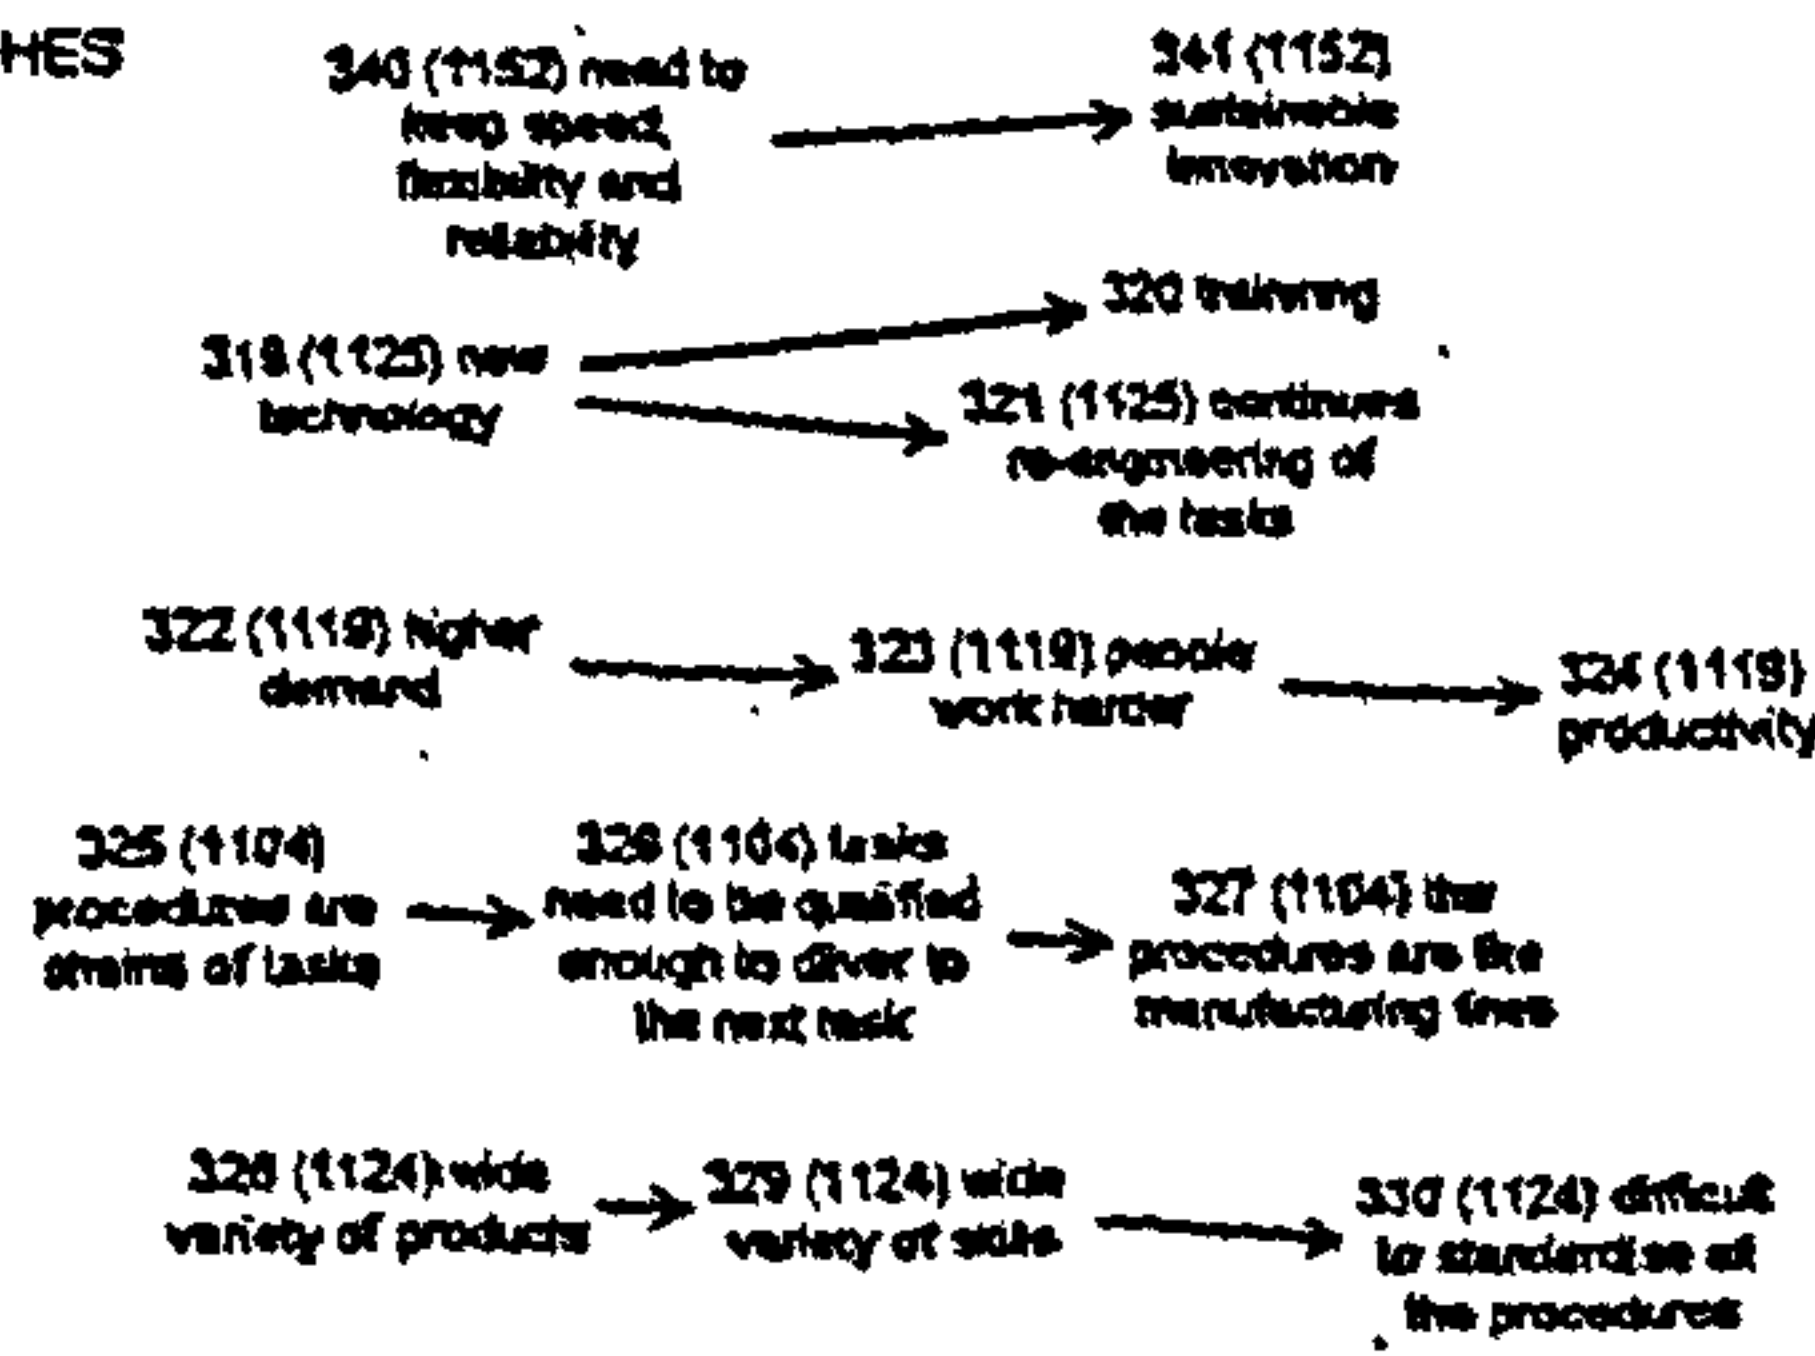 HES
340 (1152) need to
keep speed,
flexibility and
reliability
341 (1152)
sustainable
innovation
319 (1125) new
technology
320 training
321 (1125) continues
re-engineering of
the tasks
322 (1119) higher
demand
323 (1119) people
work harder
324 (1119)
productivity
325 (1104)
procedures are
chains of tasks
326 (1104) tasks
need to be qualified
enough to diver to
the next task
327 (1104) the
procedures are the
manufacturing lines
328 (1124) wide
variety of products
329 (1124) wide
variety of skills
330 (1124) difficult
to standardise all
the procedures